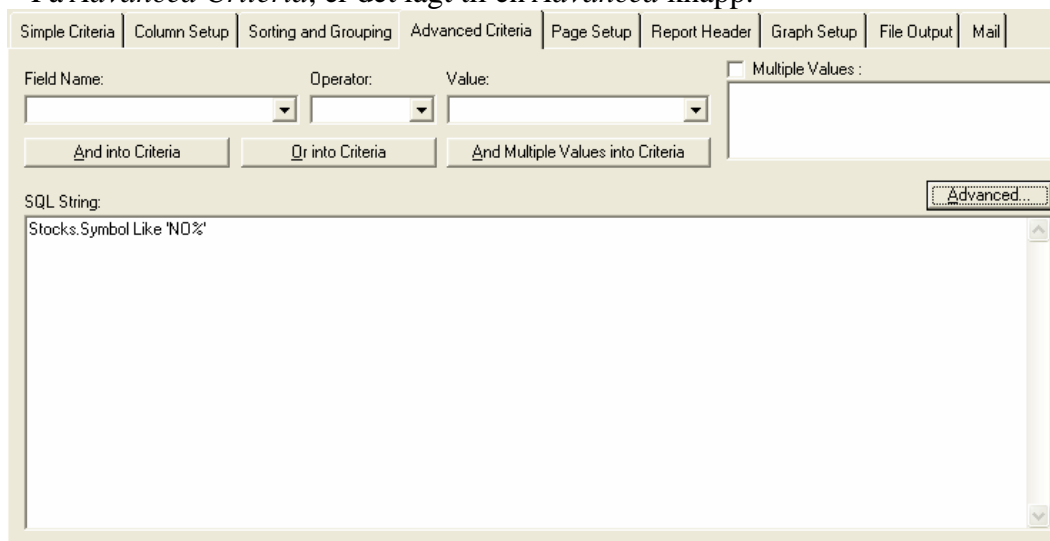 På Advanced Criteria, er det lagt til en Advanced-knapp.
Simple Criteria Column Setup Sorting and Grouping Advanced Criteria Page Setup Report Header Graph Setup File Output Mail
Field Name: Operator: Value: Multiple Values :
And into Criteria Or into Criteria And Multiple Values into Criteria
SQL String: Advanced...
Stocks.Symbol Like 'NO%'